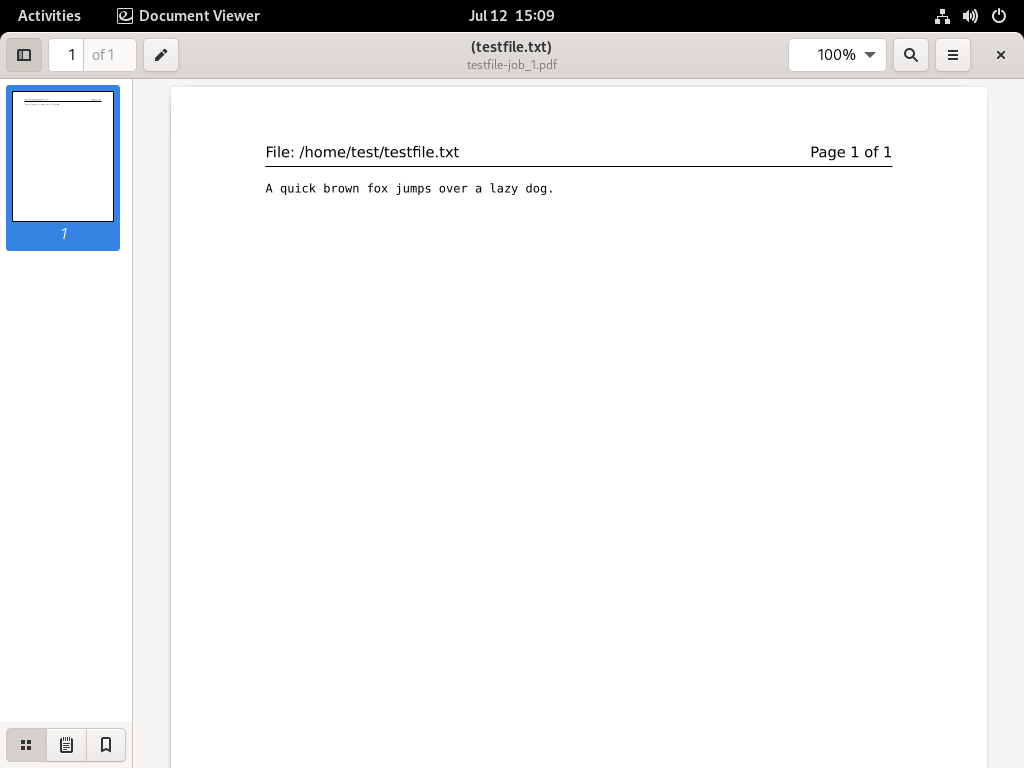 Activities
Document Viewer
Jul 12 15:09
1 of 1
(testfile.txt)
testfile-job_1.pdf
100%
File: /home/test/testfile.txt Page 1 of 1
A quick brown fox jumps over a lazy dog.
1